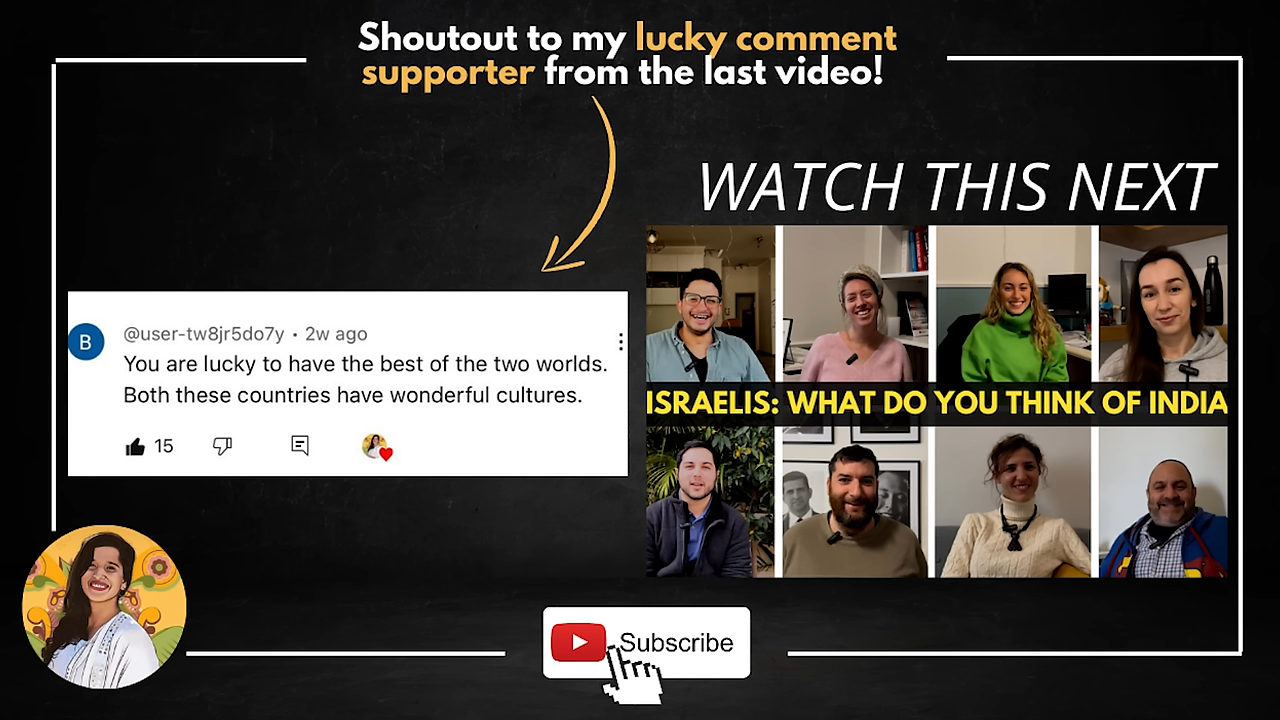 Shoutout to my lucky comment
supporter from the last video!
WATCH THIS NEXT
B
@user-tw8jr5do7y • 2w ago
You are lucky to have the best of the two worlds.
Both these countries have wonderful cultures.
15
ISRAELIS: WHAT DO YOU THINK OF INDIA
Subscribe